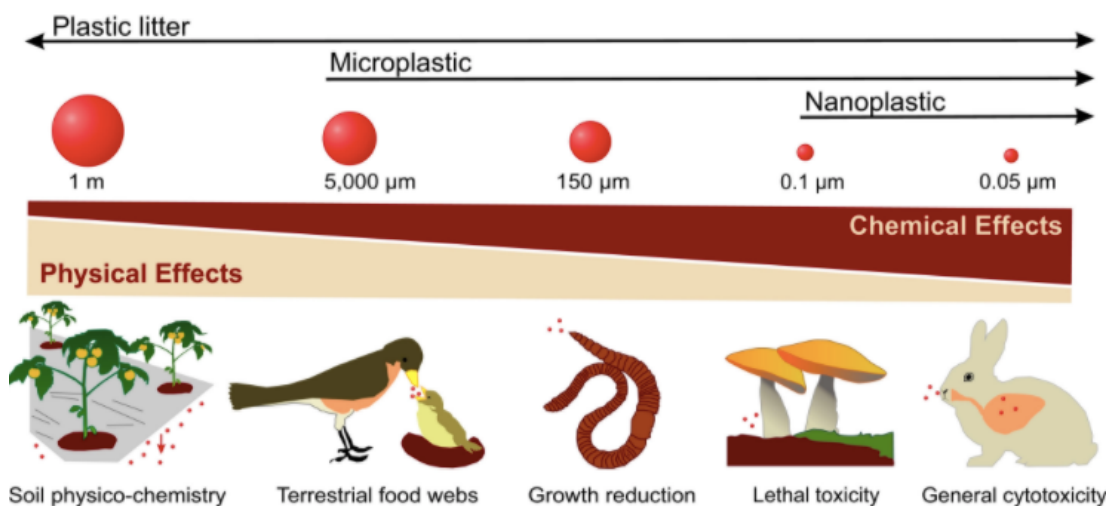 Plastic litter
Microplastic
Nanoplastic
1 m
5,000 µm
150 µm
0.1 µm
0.05 µm
Chemical Effects
Physical Effects
Soil physico-chemistry
Terrestrial food webs
Growth reduction
Lethal toxicity
General cytotoxicity